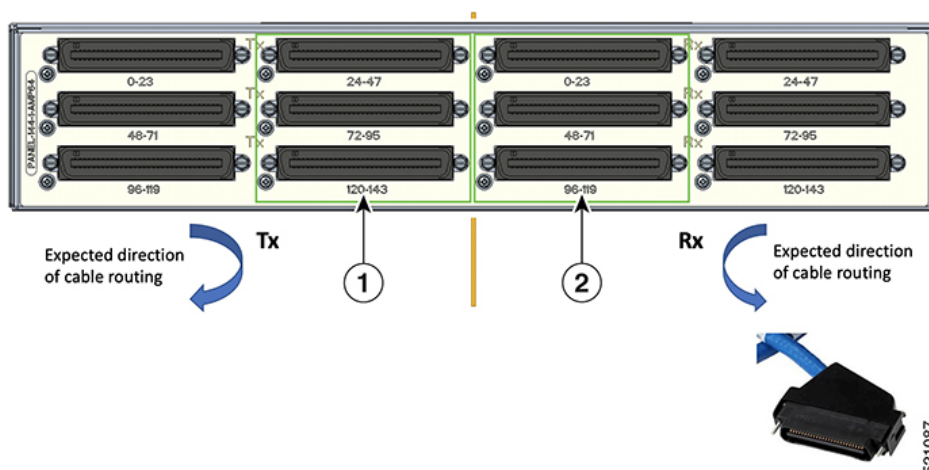 Tx
Rx
0-23
24-47
0-23
24-47
PANEL-144-1-AMP64
Tx
Rx
48-71
72-95
48-71
72-95
Tx
Rx
96-119
120-143
96-119
120-143
Expected direction
of cable routing
Tx
1
2
Rx
Expected direction
of cable routing
521087